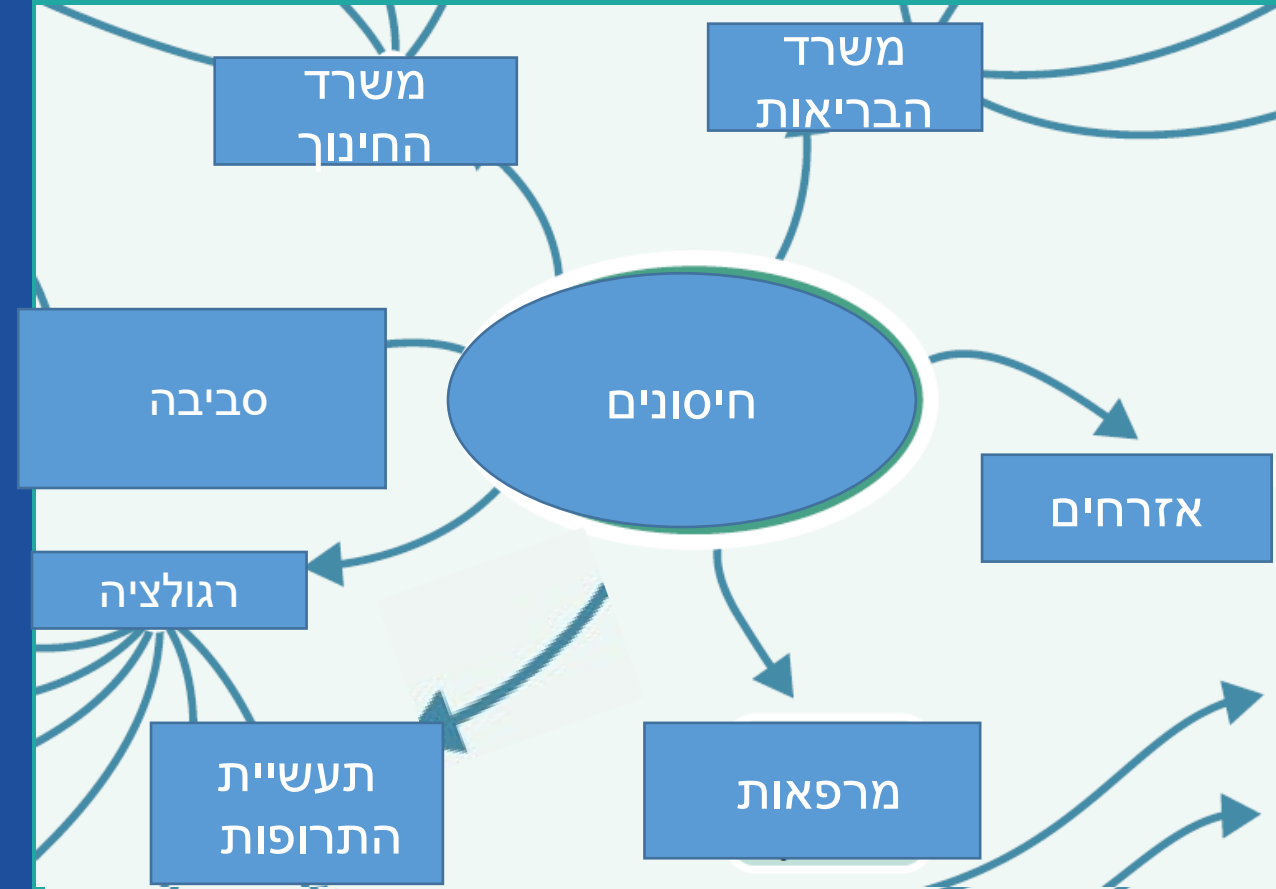 משרד
הבריאות
משרד
החינוך
חיסונים
סביבה
אזרחים
רגולציה
מרפאות
תעשיית
התרופות